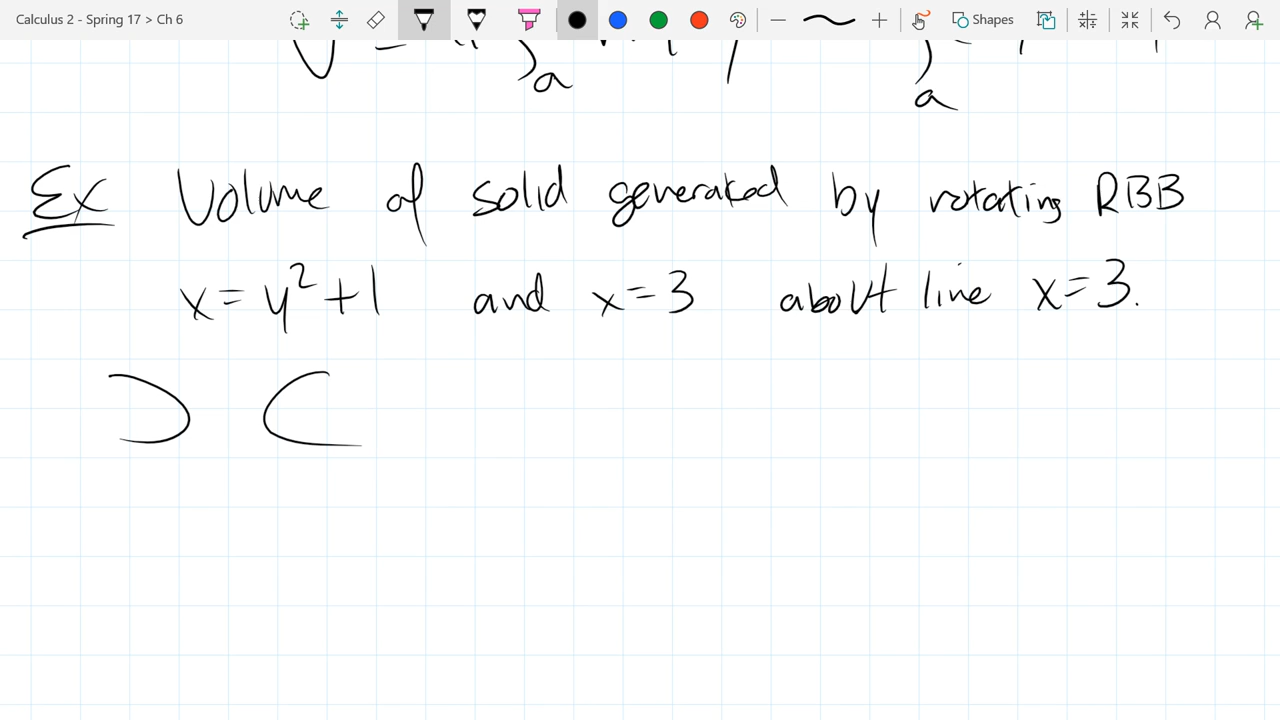 Calculus 2 - Spring 17 > Ch 6
Shapes
a
a
Ex Volume of solid generated by rotating RBB
x = y² + 1 and x = 3 about line x = 3.